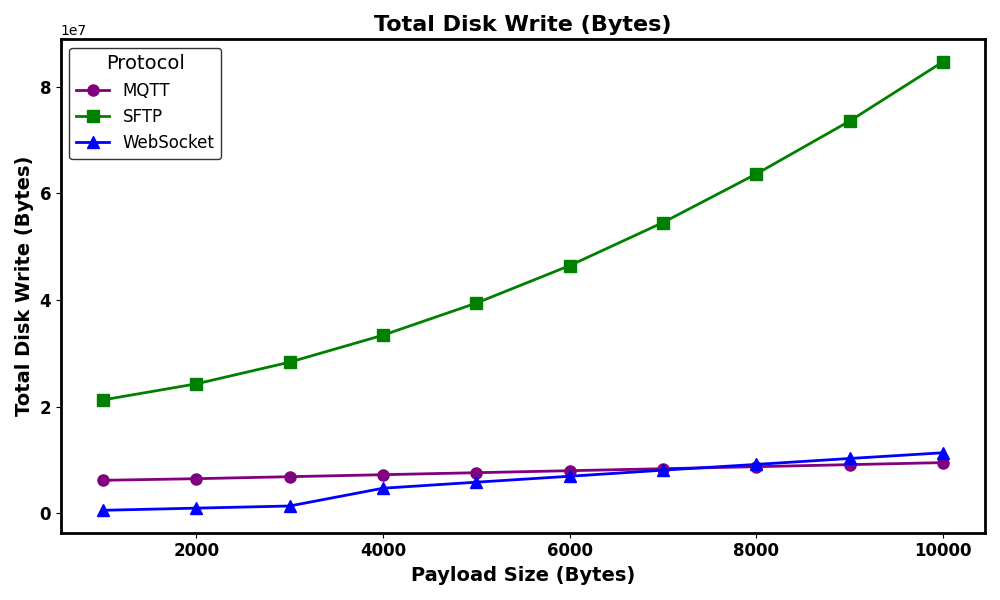 Total Disk Write (Bytes)
1e7
Protocol
MQTT
SFTP
WebSocket
8
6
4
2
0
Total Disk Write (Bytes)
2000 4000 6000 8000 10000
Payload Size (Bytes)